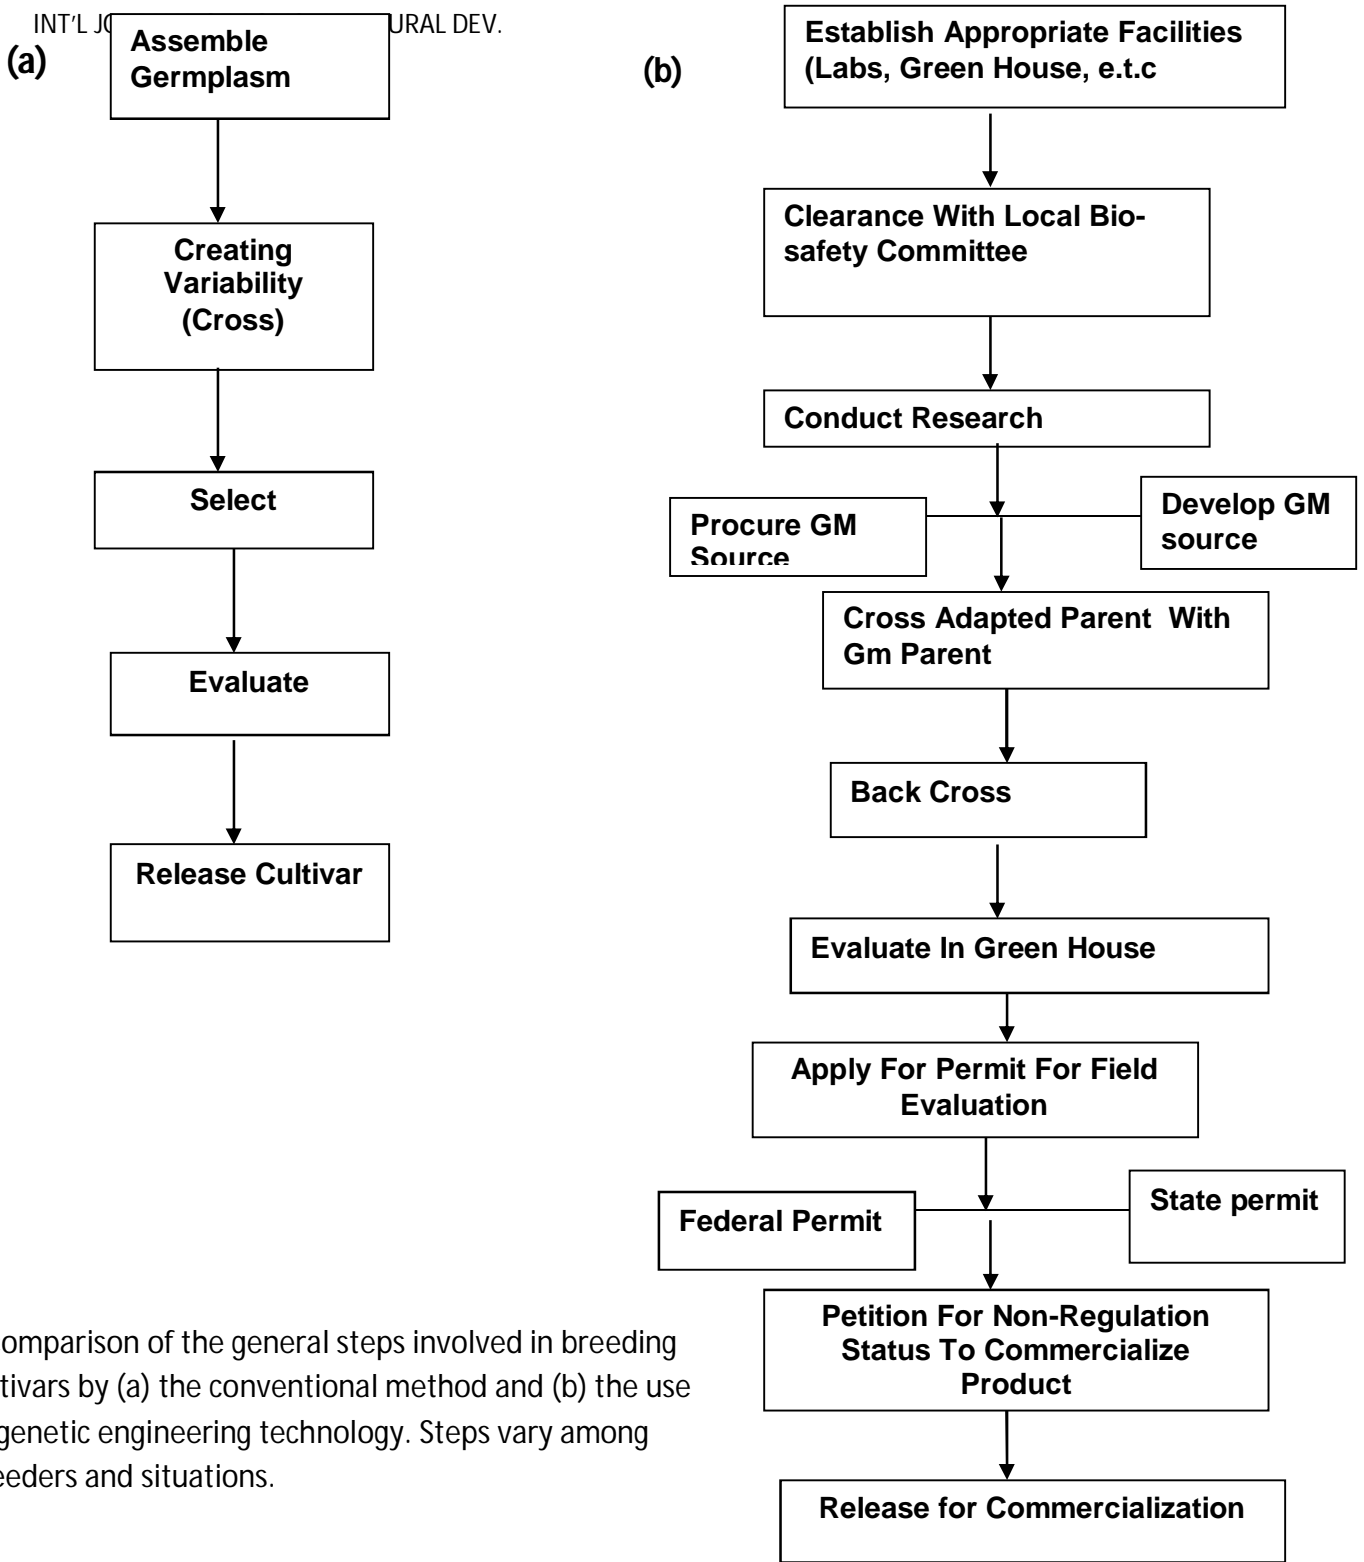 INT'L JO URAL DEV.
(a)
Assemble
Germplasm
Creating
Variability
(Cross)
Select
Evaluate
Release Cultivar
(b)
Establish Appropriate Facilities
(Labs, Green House, e.t.c
Clearance With Local Bio-
safety Committee
Conduct Research
Procure GM
Source
Develop GM
source
Cross Adapted Parent With
Gm Parent
Back Cross
Evaluate In Green House
Apply For Permit For Field
Evaluation
Federal Permit
State permit
Petition For Non-Regulation
Status To Commercialize
Product
Release for Commercialization
omparison of the general steps involved in breeding
tivars by (a) the conventional method and (b) the use
genetic engineering technology. Steps vary among
eeders and situations.